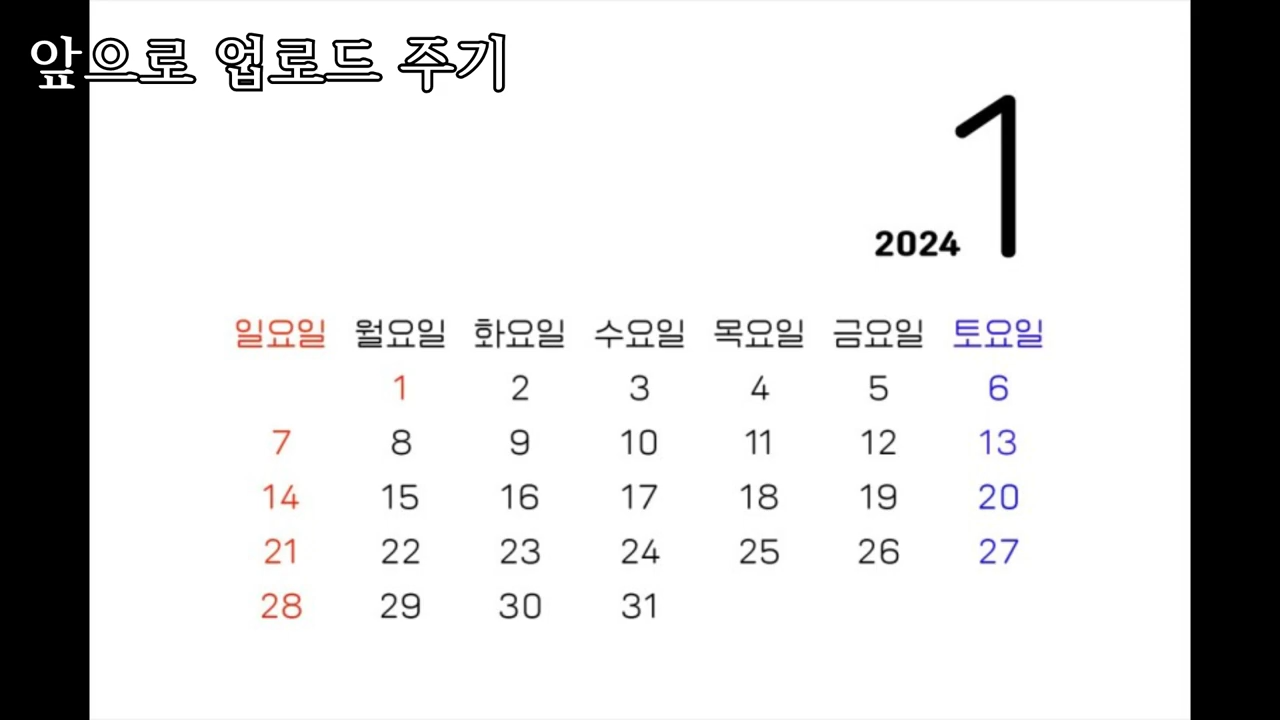 앞으로 업로드 주기
1
2024
일요일 월요일 화요일 수요일 목요일 금요일 토요일
1 2 3 4 5 6
7 8 9 10 11 12 13
14 15 16 17 18 19 20
21 22 23 24 25 26 27
28 29 30 31